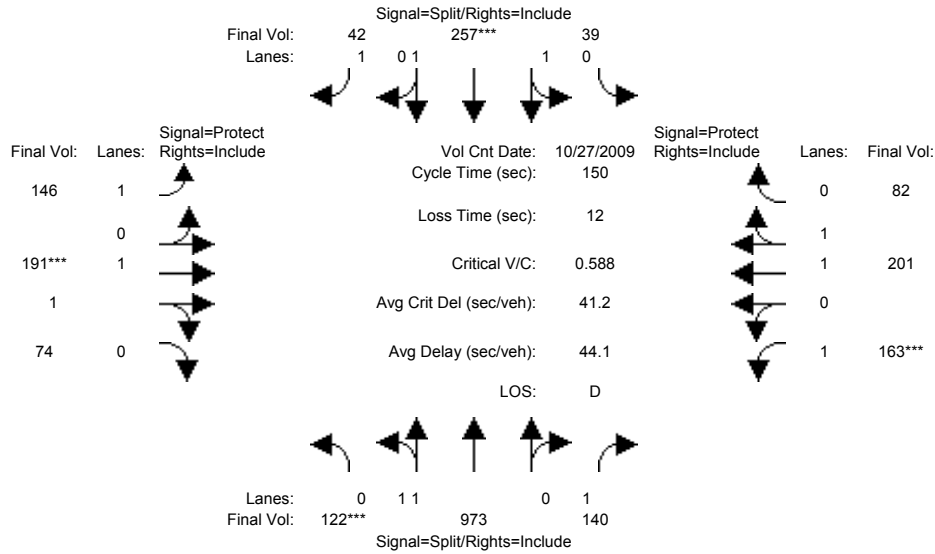 Signal=Split/Rights=Include
Final Vol: 42 257*** 39
Lanes: 1 0 1 1 0
Signal=Protect Signal=Protect
Final Vol: Lanes: Rights=Include Vol Cnt Date: 10/27/2009 Rights=Include Lanes: Final Vol:
Cycle Time (sec): 150
146 1 0 82
Loss Time (sec): 12
0 1
191*** 1 Critical V/C: 0.588 1 201
1 Avg Crit Del (sec/veh): 41.2 0
74 0 Avg Delay (sec/veh): 44.1 1 163***
LOS: D
Lanes: 0 1 1 0 1
Final Vol: 122*** 973 140
Signal=Split/Rights=Include